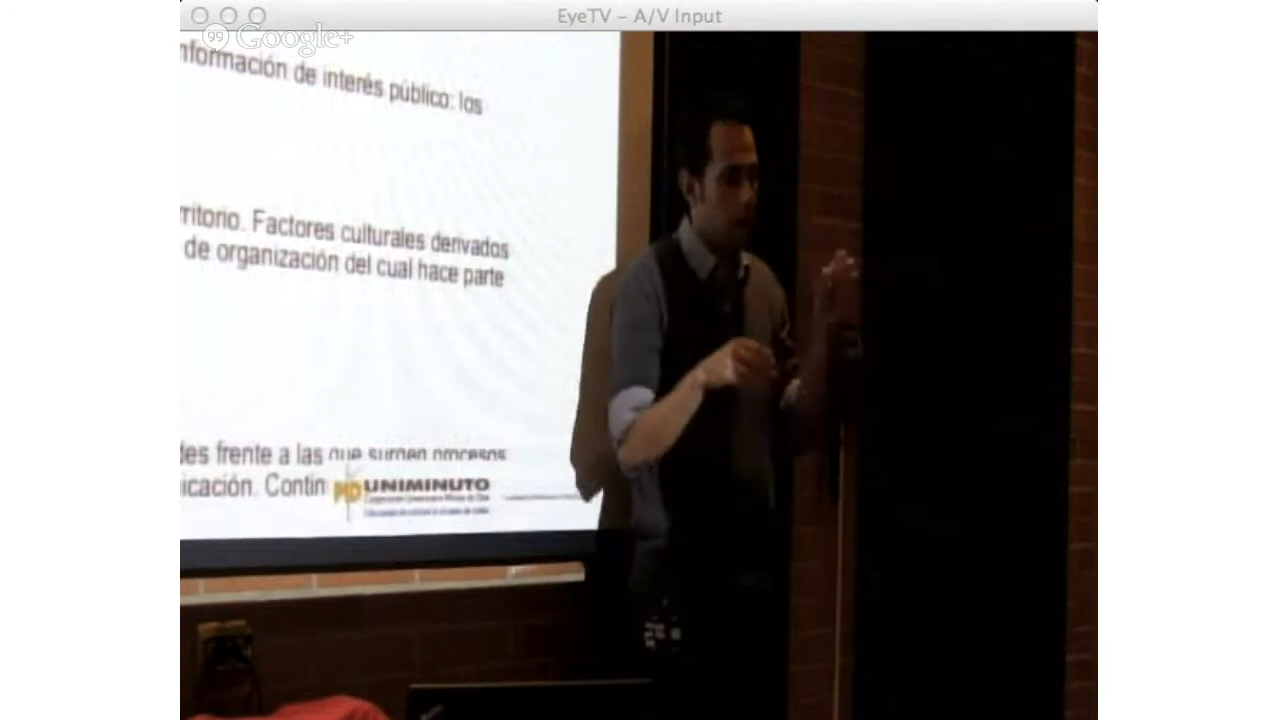 EyeTV – A/V Input
Google+
nformación de interés público: los
rritorio. Factores culturales derivados
de organización del cual hace parte
des frente a las que surgen procesos
icación. Contin
UNIMINUTO